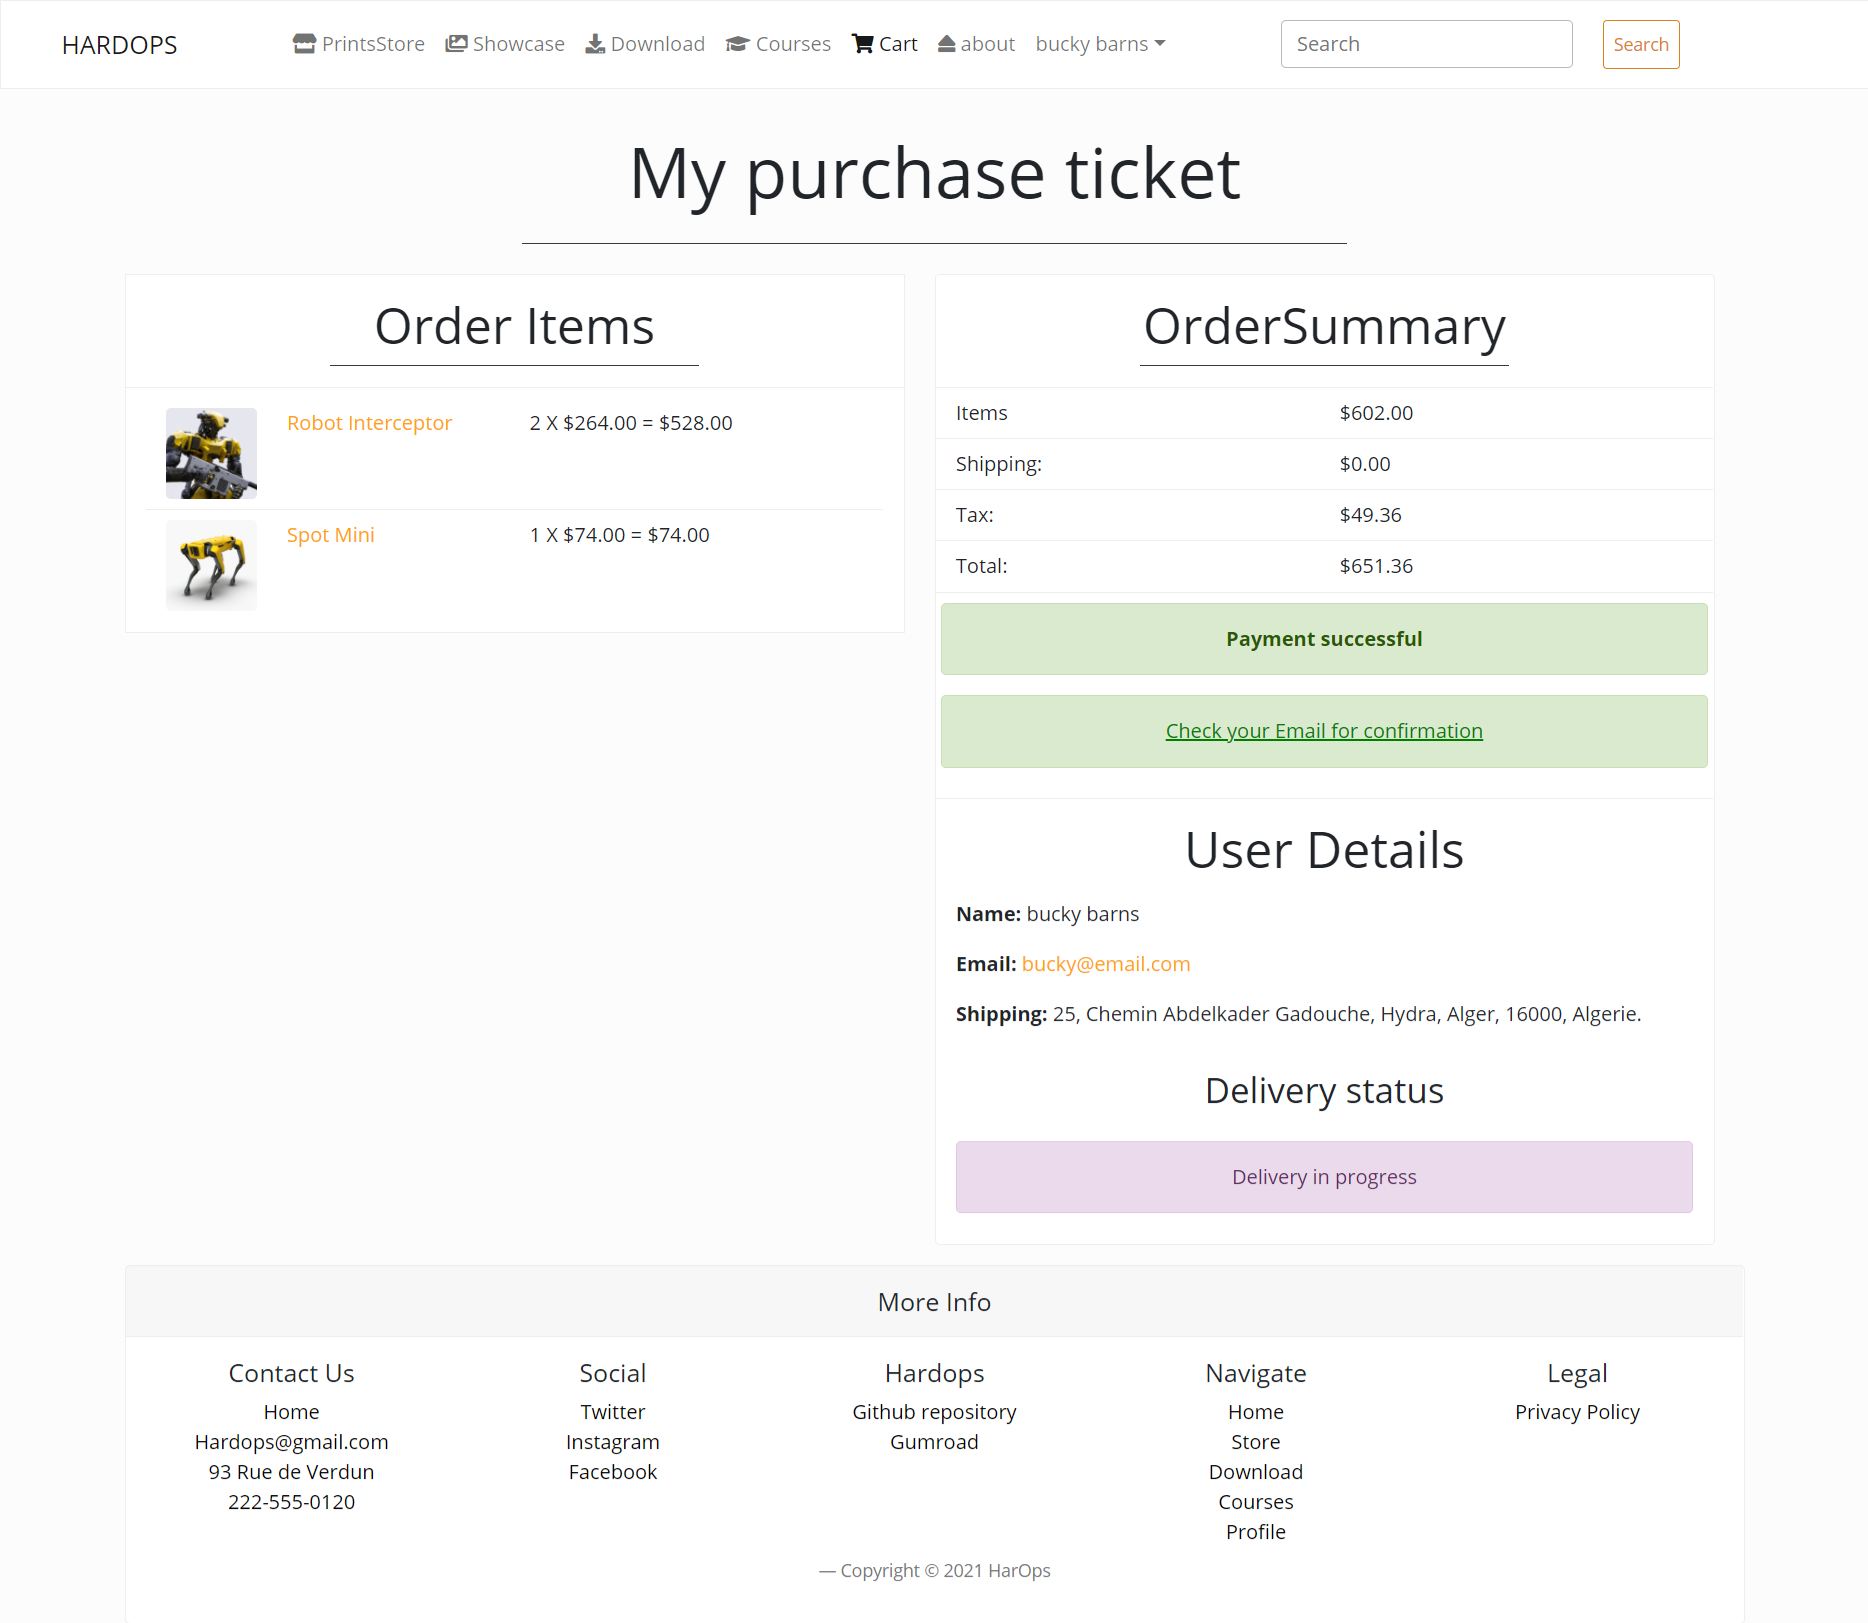 HARDOPS
PrintsStore Showcase Download Courses Cart about bucky barns Search Search
My purchase ticket
Order Items
Robot Interceptor 2 X $264.00 = $528.00
Spot Mini 1 X $74.00 = $74.00
OrderSummary
Items $602.00
Shipping: $0.00
Tax: $49.36
Total: $651.36
Payment successful
Check your Email for confirmation
User Details
Name: bucky barns
Email: bucky@email.com
Shipping: 25, Chemin Abdelkader Gadouche, Hydra, Alger, 16000, Algerie.
Delivery status
Delivery in progress
More Info
Contact Us
Home
Hardops@gmail.com
93 Rue de Verdun
222-555-0120
Social
Twitter
Instagram
Facebook
Hardops
Github repository
Gumroad
Navigate
Home
Store
Download
Courses
Profile
Legal
Privacy Policy
— Copyright © 2021 HarOps